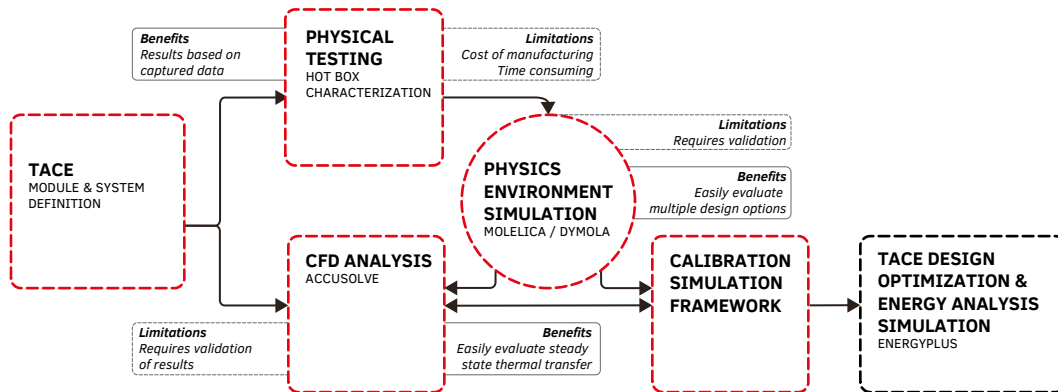 Benefits
Results based on
captured data
PHYSICAL
TESTING
HOT BOX
CHARACTERIZATION
Limitations
Cost of manufacturing
Time consuming
TACE
MODULE & SYSTEM
DEFINITION
PHYSICS
ENVIRONMENT
SIMULATION
MOLELICA / DYMOLA
Limitations
Requires validation
Benefits
Easily evaluate
multiple design options
CFD ANALYSIS
ACCUSOLVE
Limitations
Requires validation
of results
Benefits
Easily evaluate steady
state thermal transfer
CALIBRATION
SIMULATION
FRAMEWORK
TACE DESIGN
OPTIMIZATION &
ENERGY ANALYSIS
SIMULATION
ENERGYPLUS